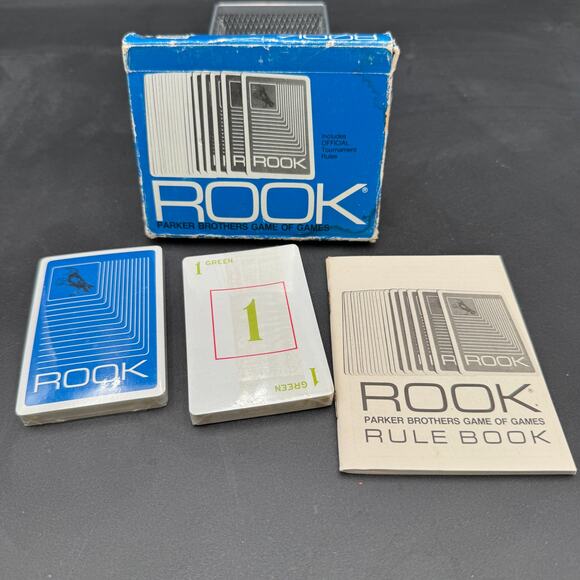 ROOK
ROOK
Includes
OFFICIAL
Tournament
Rules
ROOK®
PARKER BROTHERS GAME OF GAMES
ROOK
1 GREEN
1
1
GREEN
ROOK
ROOK®
PARKER BROTHERS GAME OF GAMES
RULE BOOK